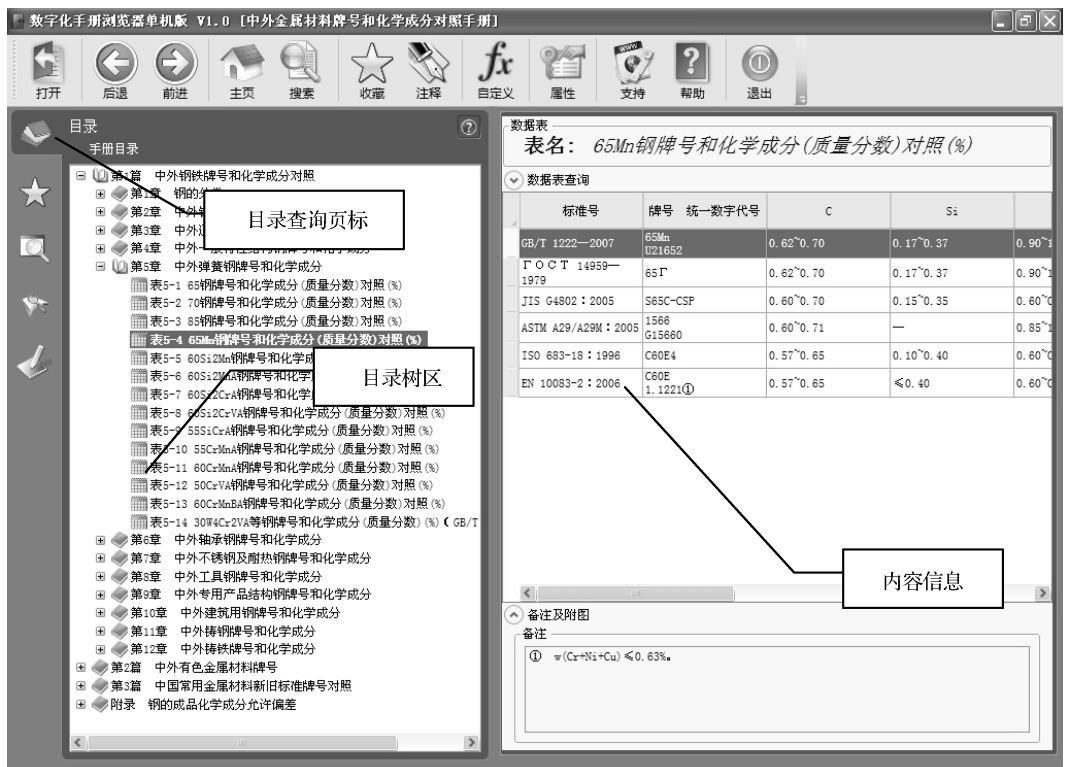 数字化手册浏览器单机版 V1.0 [中外金属材料牌号和化学成分对照手册]
打开 后退 前进 主页 搜索 收藏 注释 自定义 属性 支持 帮助 退出
目录
手册目录
第1篇 中外钢铁牌号和化学成分对照
第1章 钢的分
第2章 中外
第3章 中外
第4章 中外
第5章 中外弹簧钢牌号和化学成分
表5-1 65钢牌号和化学成分(质量分数)对照(%)
表5-2 70钢牌号和化学成分(质量分数)对照(%)
表5-3 85钢牌号和化学成分(质量分数)对照(%)
表5-4 65Mn钢牌号和化学成分(质量分数)对照(%)
表5-5 60Si2Mn钢牌号和化学成
表5-6 60Si2MnA钢牌号和化学
表5-7 60Si2CrA钢牌号和化学成
表5-8 60Si2CrVA钢牌号和化学成分(质量分数)对照(%)
表5-9 55SiCrA钢牌号和化学成分(质量分数)对照(%)
表5-10 55CrMnA钢牌号和化学成分(质量分数)对照(%)
表5-11 60CrMnA钢牌号和化学成分(质量分数)对照(%)
表5-12 50CrVA钢牌号和化学成分(质量分数)对照(%)
表5-13 60CrMnBA钢牌号和化学成分(质量分数)对照(%)
表5-14 30W4Cr2VA等钢牌号和化学成分(质量分数)(%)(GB/T
第6章 中外轴承钢牌号和化学成分
第7章 中外不锈钢及耐热钢牌号和化学成分
第8章 中外工具钢牌号和化学成分
第9章 中外专用产品结构钢牌号和化学成分
第10章 中外建筑用钢牌号和化学成分
第11章 中外铸钢牌号和化学成分
第12章 中外铸铁牌号和化学成分
第2篇 中外有色金属材料牌号
第3篇 中国常用金属材料新旧标准牌号对照
附录 钢的成品化学成分允许偏差
目录查询页标
目录树区
数据表
表名: 65Mn钢牌号和化学成分(质量分数)对照(%)
数据表查询
标准号 牌号 统一数字代号 C Si
GB/T 1222—2007 65Mn U21652 0.62~0.70 0.17~0.37 0.90~1
ГОСТ 14959—1979 65Г 0.62~0.70 0.17~0.37 0.90~1
JIS G4802:2005 S65C-CSP 0.60~0.70 0.15~0.35 0.60~0
ASTM A29/A29M:2005 1566 G15660 0.60~0.71 — 0.85~1
ISO 683-18:1996 C60E4 0.57~0.65 0.10~0.40 0.60~0
EN 10083-2:2006 C60E 1.1221① 0.57~0.65 ≤0.40 0.60~0
内容信息
备注及附图
备注
① w(Cr+Ni+Cu)≤0.63%。